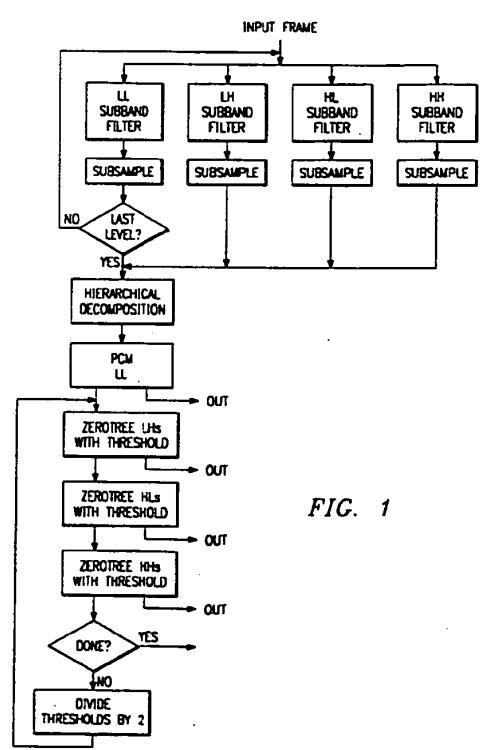 INPUT FRAME
LL
SUBBAND
FILTER
LH
SUBBAND
FILTER
HL
SUBBAND
FILTER
HH
SUBBAND
FILTER
SUBSAMPLE
SUBSAMPLE
SUBSAMPLE
SUBSAMPLE
NO
LAST
LEVEL?
YES
HIERARCHICAL
DECOMPOSITION
PCM
LL
OUT
ZEROTREE LHs
WITH THRESHOLD
OUT
ZEROTREE HLs
WITH THRESHOLD
FIG. 1
OUT
ZEROTREE HHs
WITH THRESHOLD
OUT
DONE?
YES
NO
DIVIDE
THRESHOLDS BY 2